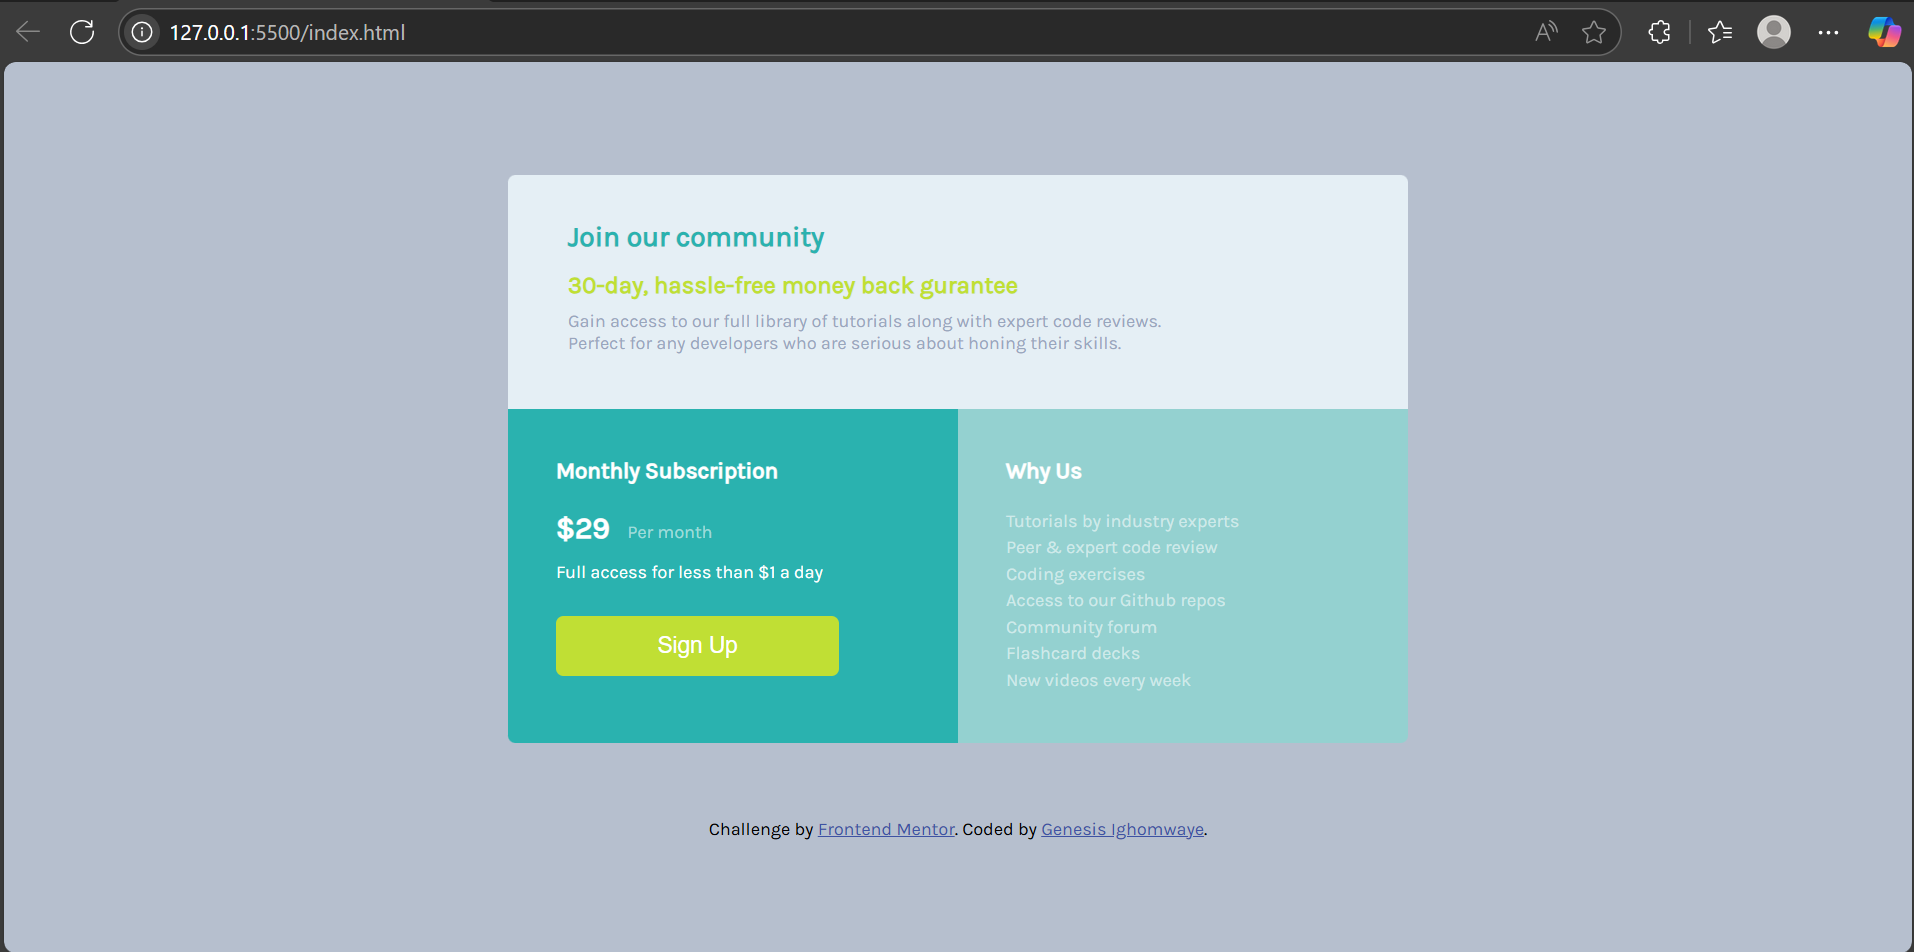 127.0.0.1:5500/index.html
Join our community
30-day, hassle-free money back gurantee
Gain access to our full library of tutorials along with expert code reviews.
Perfect for any developers who are serious about honing their skills.
Monthly Subscription
$29 Per month
Full access for less than $1 a day
Sign Up
Why Us
Tutorials by industry experts
Peer & expert code review
Coding exercises
Access to our Github repos
Community forum
Flashcard decks
New videos every week
Challenge by Frontend Mentor. Coded by Genesis Ighomwaye.